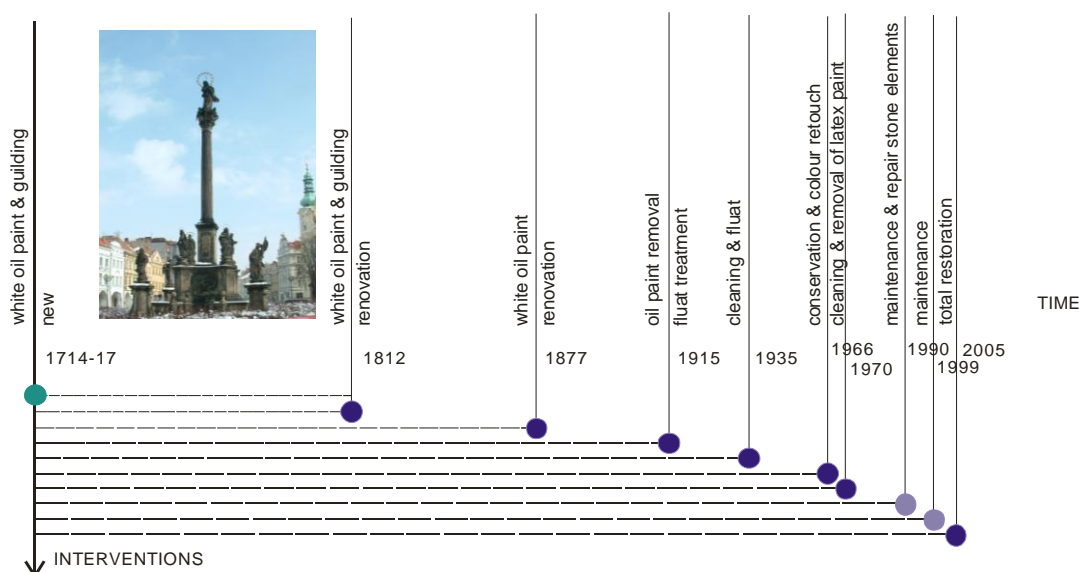 white oil paint & guilding
new
white oil paint & guilding
renovation
white oil paint
renovation
oil paint removal
fluat treatment
cleaning & fluat
conservation & colour retouch
cleaning & removal of latex paint
maintenance & repair stone elements
maintenance
total restoration
TIME
1714-17
1812
1877
1915
1935
1966
1970
1990
1999
2005
INTERVENTIONS